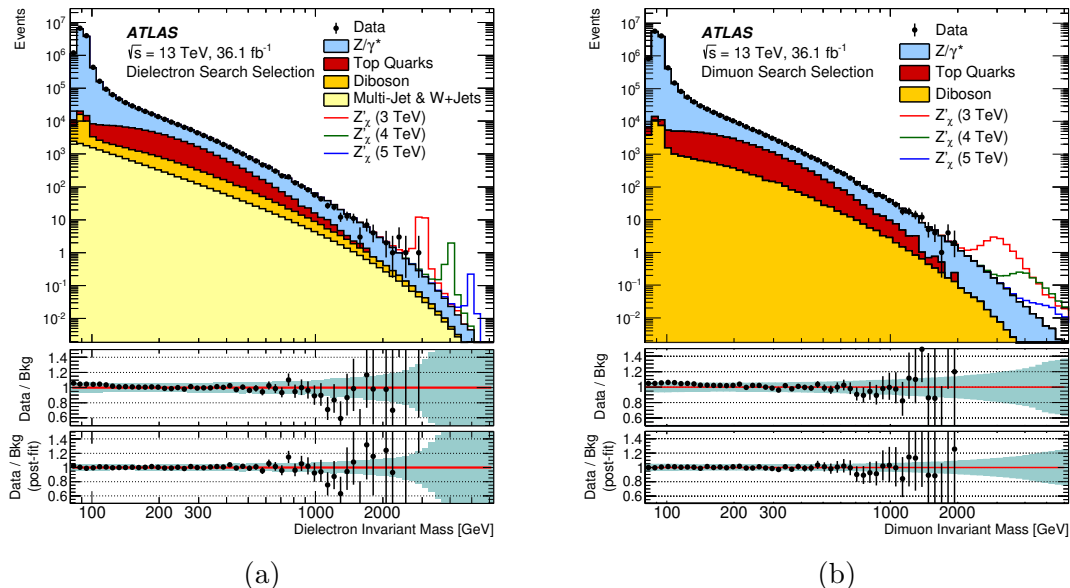 Events
10⁷
10⁶
10⁵
10⁴
10³
10²
10
1
10⁻¹
10⁻²
ATLAS
√s = 13 TeV, 36.1 fb⁻¹
Dielectron Search Selection
Data
Z/γ*
Top Quarks
Diboson
Multi-Jet & W+Jets
Z'χ (3 TeV)
Z'χ (4 TeV)
Z'χ (5 TeV)
Data / Bkg
1.4
1.2
1
0.8
0.6
Data / Bkg
(post-fit)
1.4
1.2
1
0.8
0.6
100 200 300 1000 2000
Dielectron Invariant Mass [GeV]
(a)
Events
10⁷
10⁶
10⁵
10⁴
10³
10²
10
1
10⁻¹
10⁻²
ATLAS
√s = 13 TeV, 36.1 fb⁻¹
Dimuon Search Selection
Data
Z/γ*
Top Quarks
Diboson
Z'χ (3 TeV)
Z'χ (4 TeV)
Z'χ (5 TeV)
Data / Bkg
1.4
1.2
1
0.8
0.6
Data / Bkg
(post-fit)
1.4
1.2
1
0.8
0.6
100 200 300 1000 2000
Dimuon Invariant Mass [GeV]
(b)